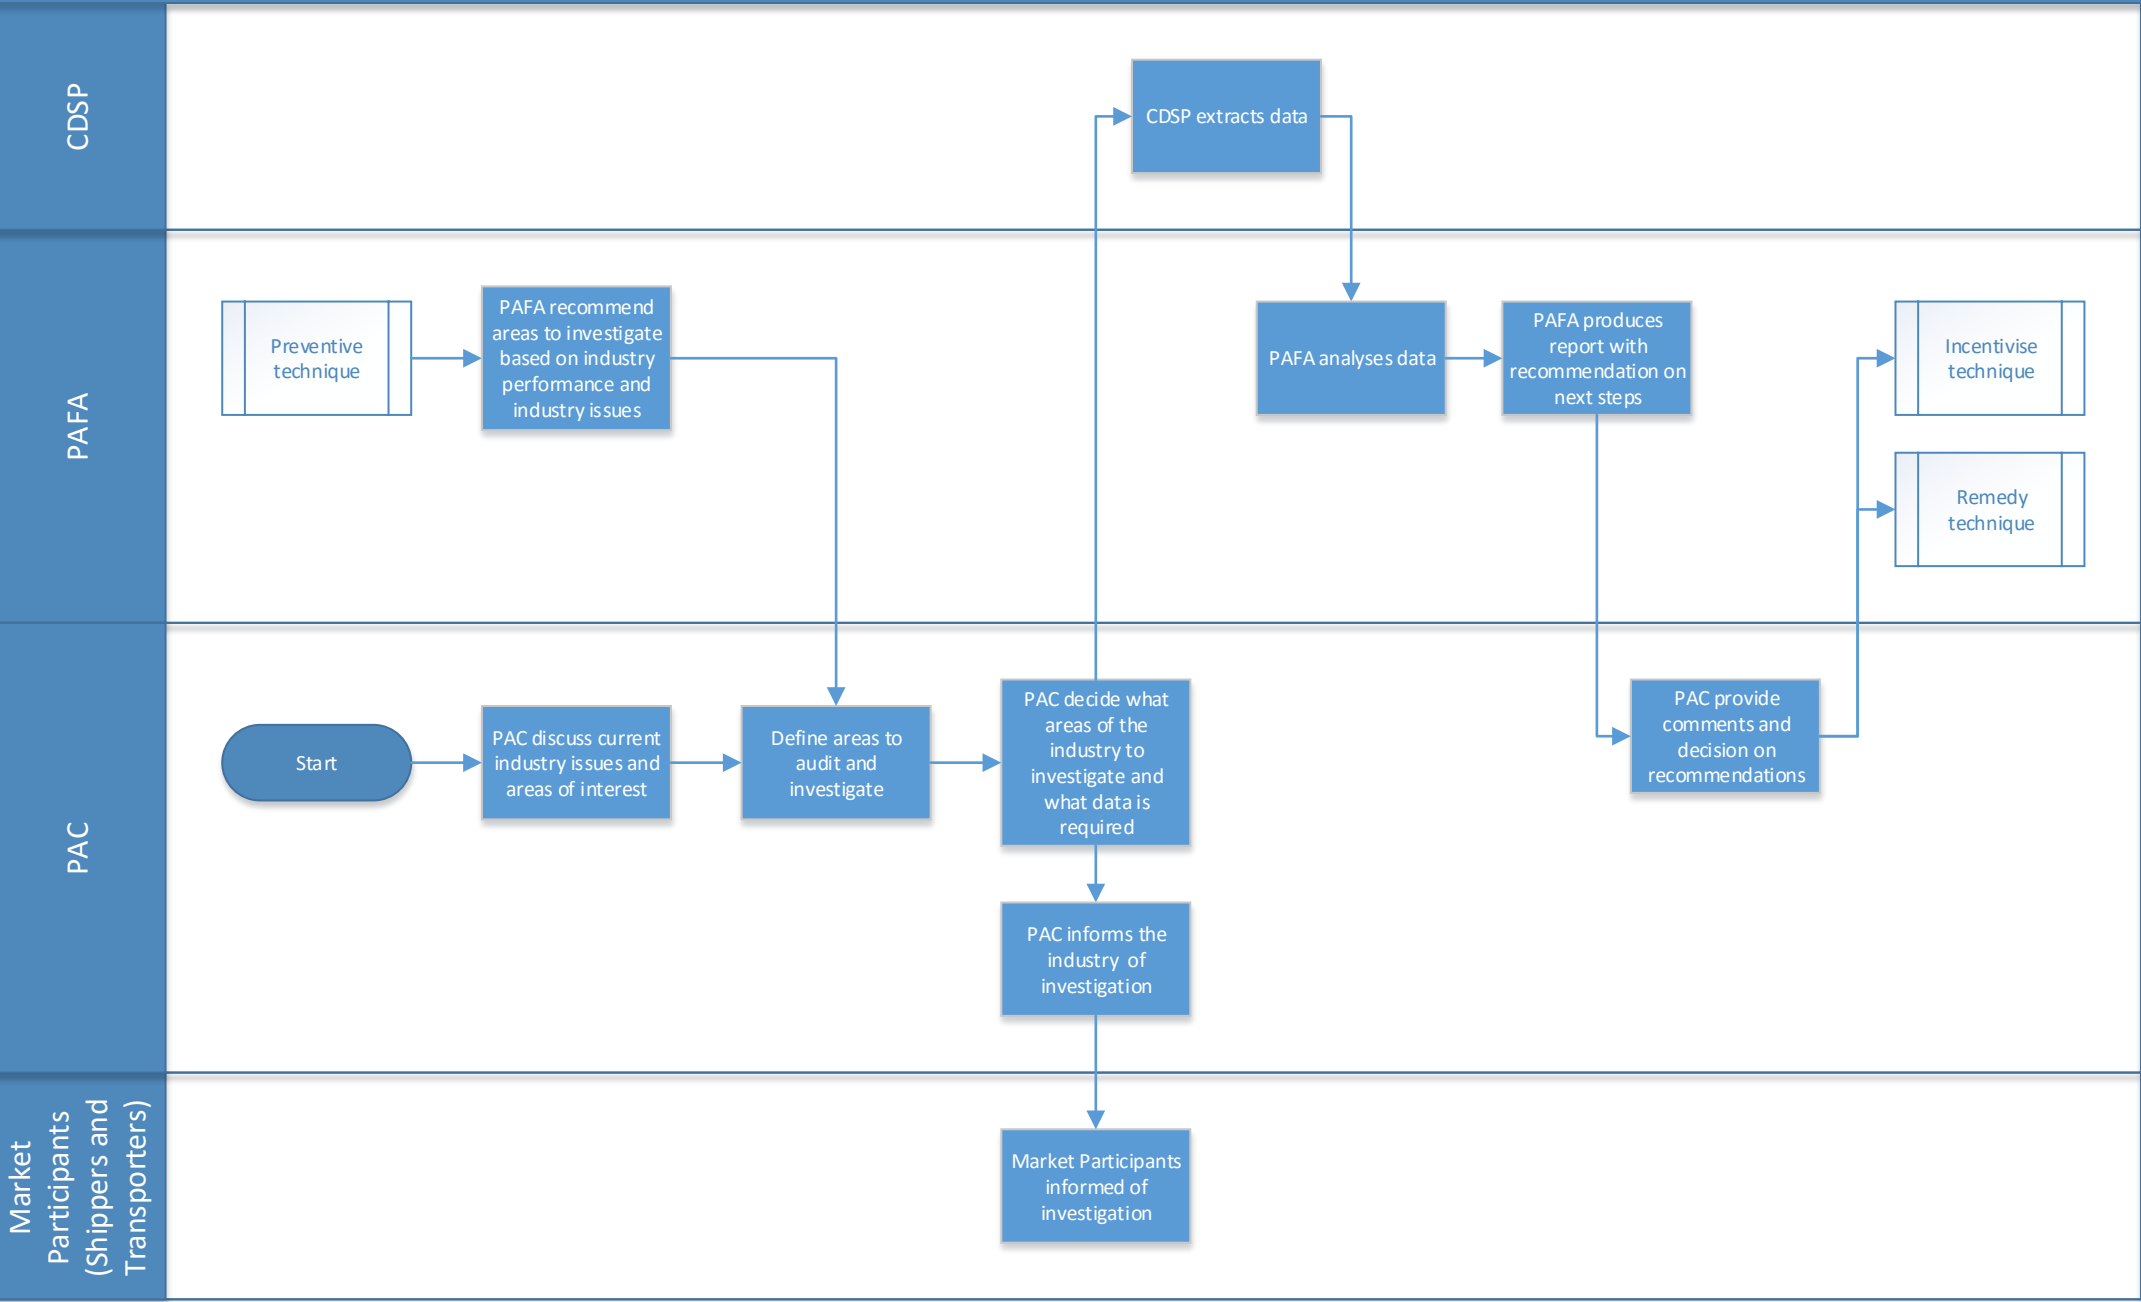 CDSP
CDSP extracts data
PAFA
Preventive
technique
PAFA recommend
areas to investigate
based on industry
performance and
industry issues
PAFA analyses data
PAFA produces
report with
recommendation on
next steps
Incentivise
technique
Remedy
technique
PAC
Start
PAC discuss current
industry issues and
areas of interest
Define areas to
audit and
investigate
PAC decide what
areas of the
industry to
investigate and
what data is
required
PAC provide
comments and
decision on
recommendations
PAC informs the
industry of
investigation
Market
Participants
(Shippers and
Transporters)
Market Participants
informed of
investigation